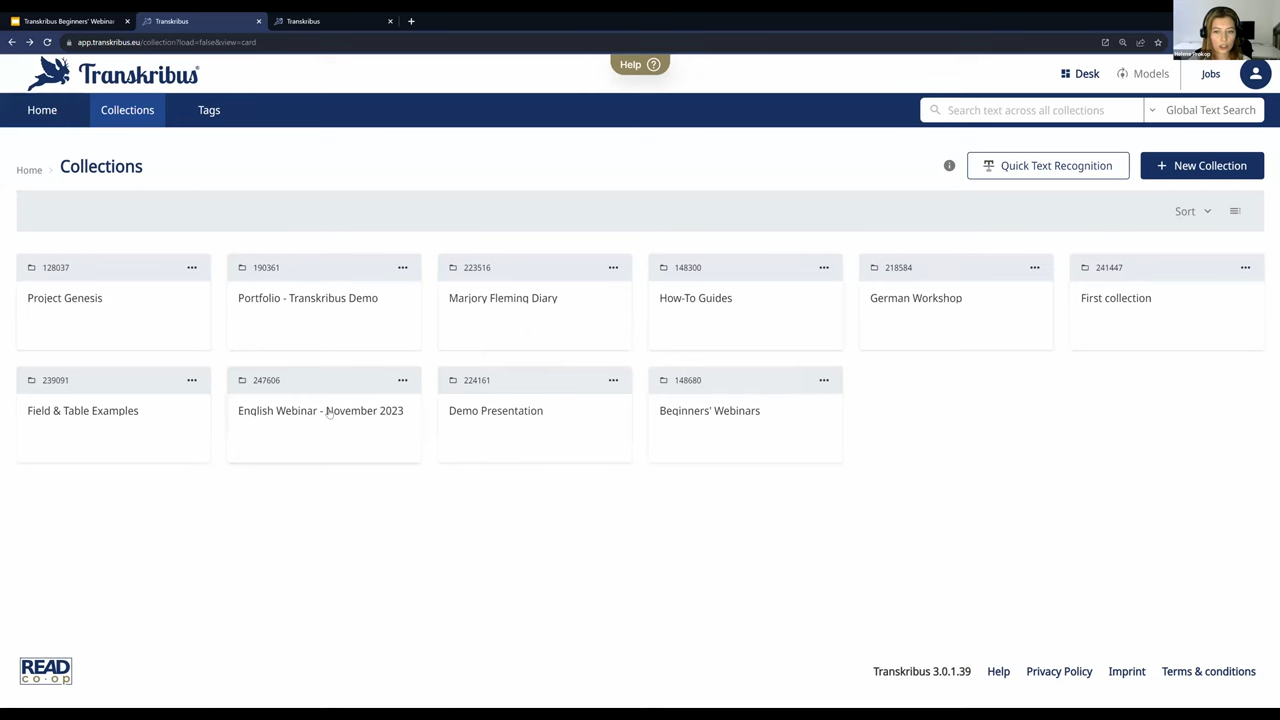 Transkribus Beginners' Webina
Transkribus
Transkribus
app.transkribus.eu/collection?load=false&view=card
Helene Prokop
Transkribus®
Help ?
Desk
Models
Jobs
Home
Collections
Tags
Search text across all collections
Global Text Search
Home > Collections
Quick Text Recognition
+ New Collection
Sort
128037
190361
223516
148300
218584
241447
Project Genesis
Portfolio - Transkribus Demo
Marjory Fleming Diary
How-To Guides
German Workshop
First collection
239091
247606
224161
148680
Field & Table Examples
English Webinar - November 2023
Demo Presentation
Beginners' Webinars
READ
co·op
Transkribus 3.0.1.39
Help
Privacy Policy
Imprint
Terms & conditions